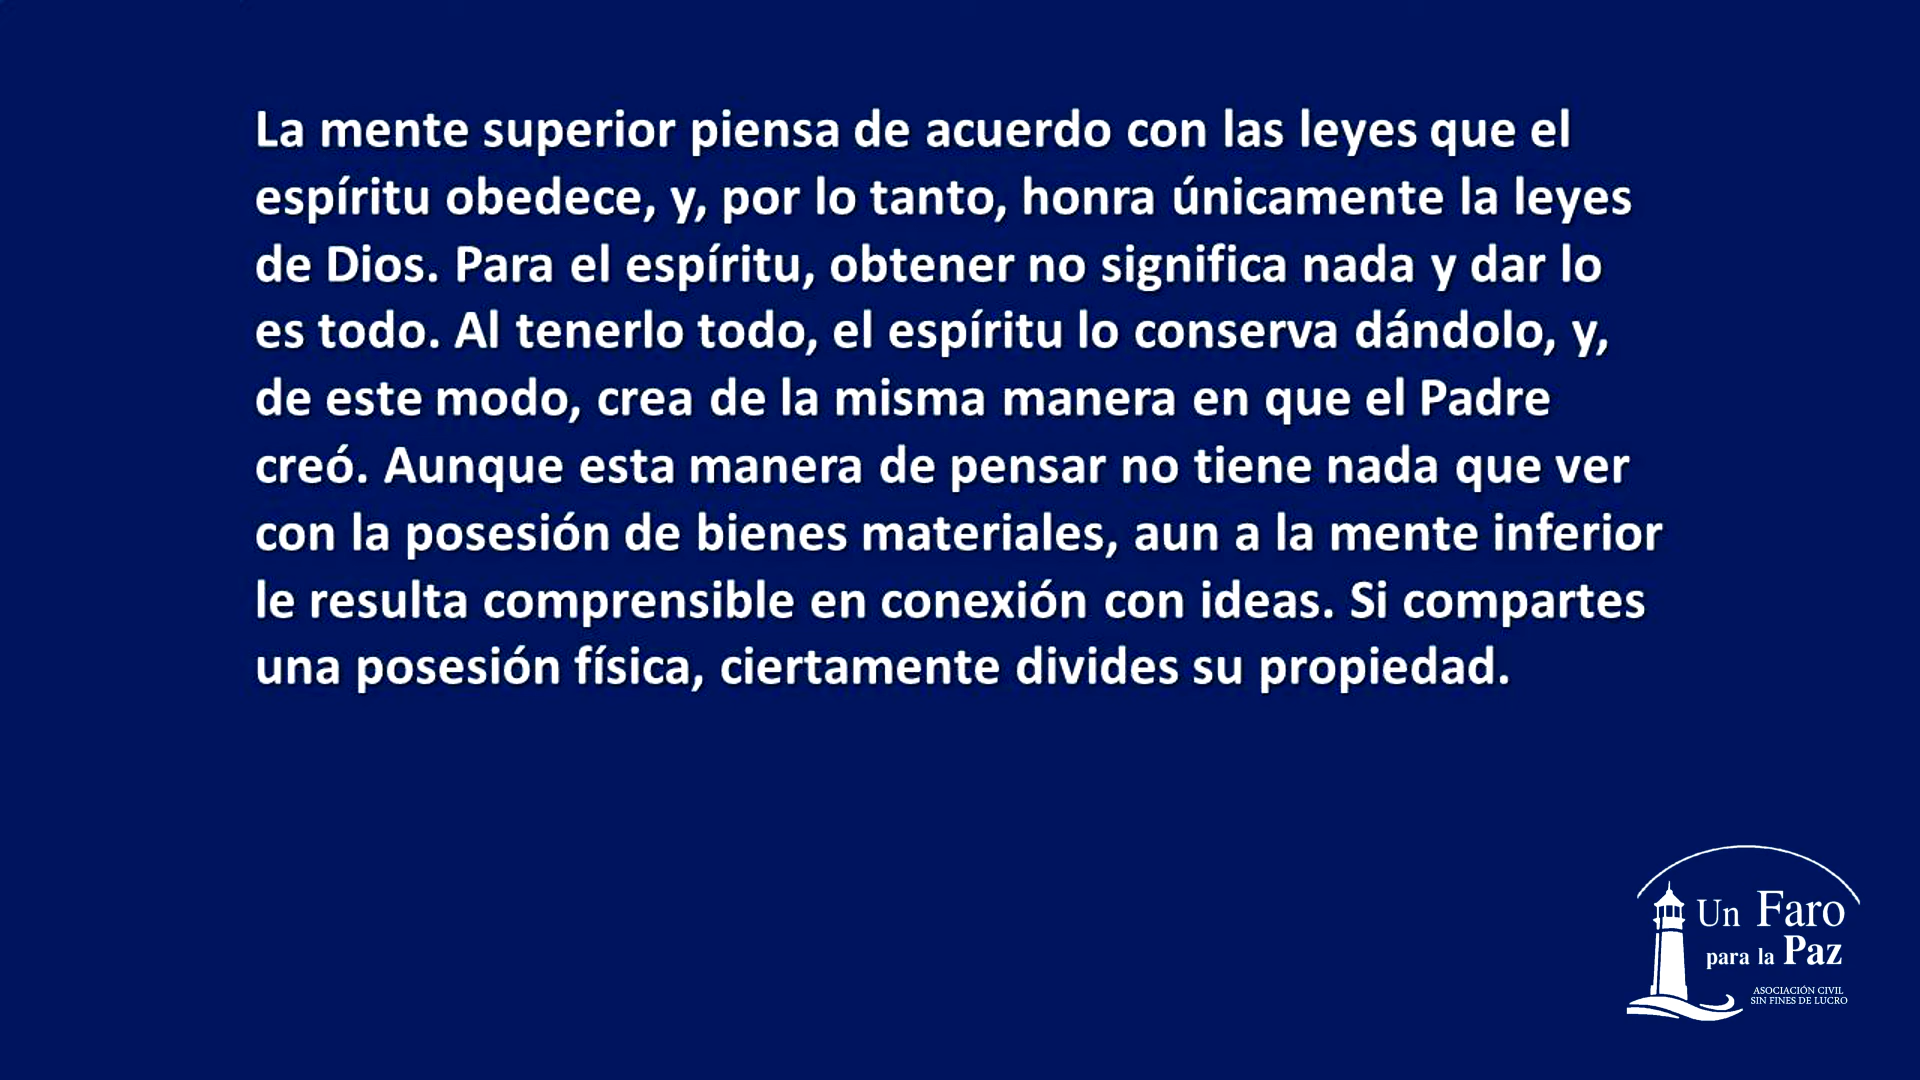 La mente superior piensa de acuerdo con las leyes que el
espíritu obedece, y, por lo tanto, honra únicamente la leyes
de Dios. Para el espíritu, obtener no significa nada y dar lo
es todo. Al tenerlo todo, el espíritu lo conserva dándolo, y,
de este modo, crea de la misma manera en que el Padre
creó. Aunque esta manera de pensar no tiene nada que ver
con la posesión de bienes materiales, aun a la mente inferior
le resulta comprensible en conexión con ideas. Si compartes
una posesión física, ciertamente divides su propiedad.
Un Faro
para la Paz
ASOCIACIÓN CIVIL
SIN FINES DE LUCRO